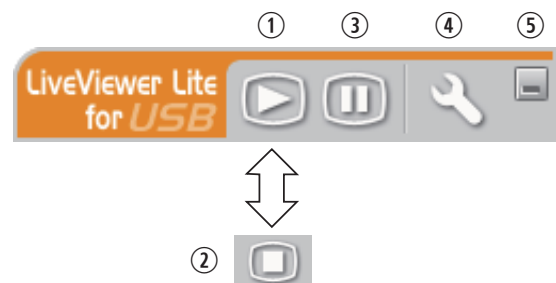 ① ③ ④ ⑤
LiveViewer Lite
for USB
②